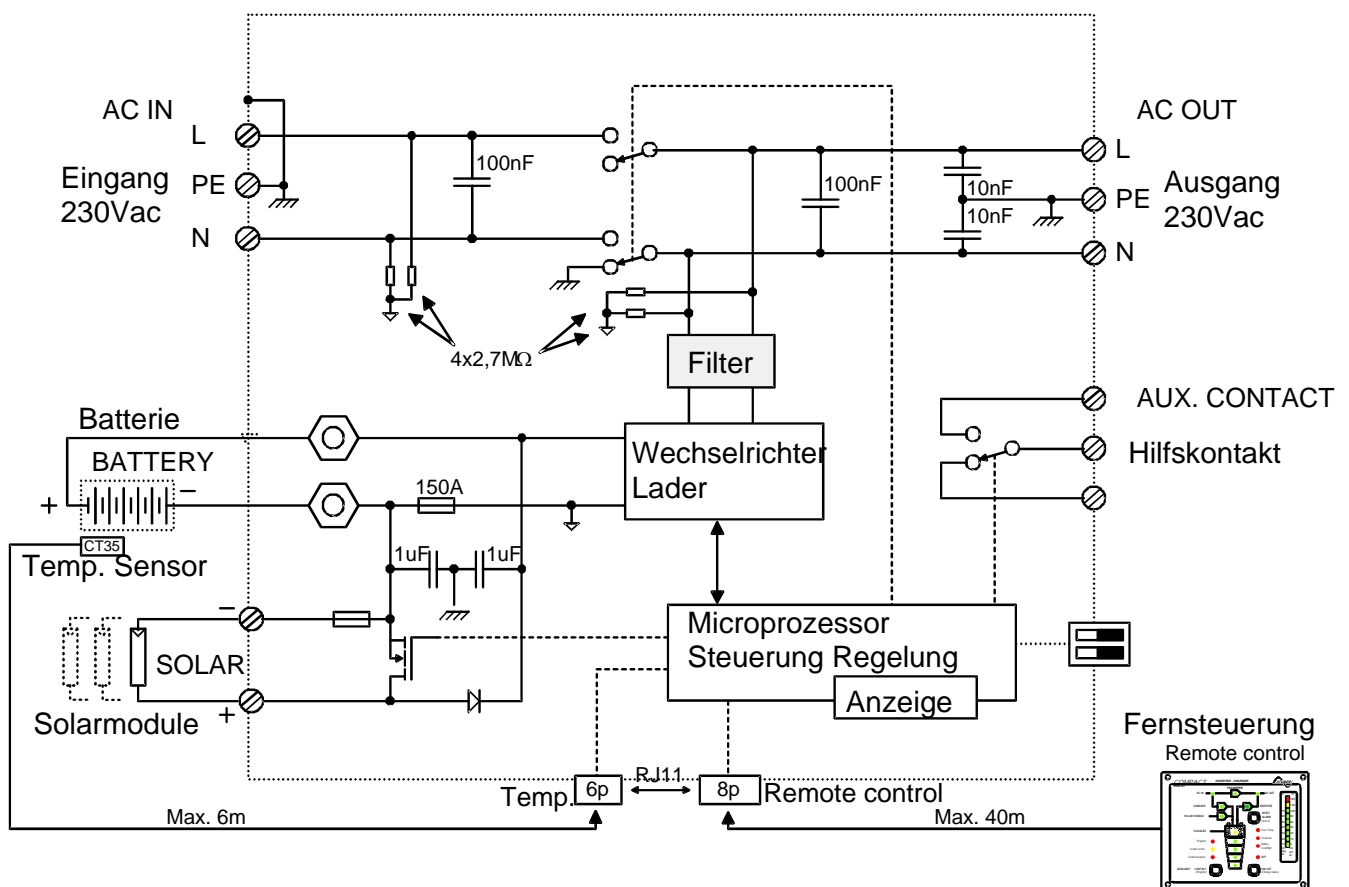 AC IN
L
Eingang
230Vac
PE
N
100nF
100nF
10nF
10nF
AC OUT
L
PE
Ausgang
230Vac
N
4x2,7MΩ
Filter
Batterie
BATTERY
+
−
150A
Wechselrichter
Lader
AUX. CONTACT
Hilfskontakt
CT35
Temp. Sensor
1uF
1uF
−
SOLAR
+
Solarmodule
Microprozessor
Steuerung Regelung
Anzeige
Fernsteuerung
Remote control
Temp.
6p
RJ11
8p
Remote control
Max. 6m
Max. 40m
COMPACT